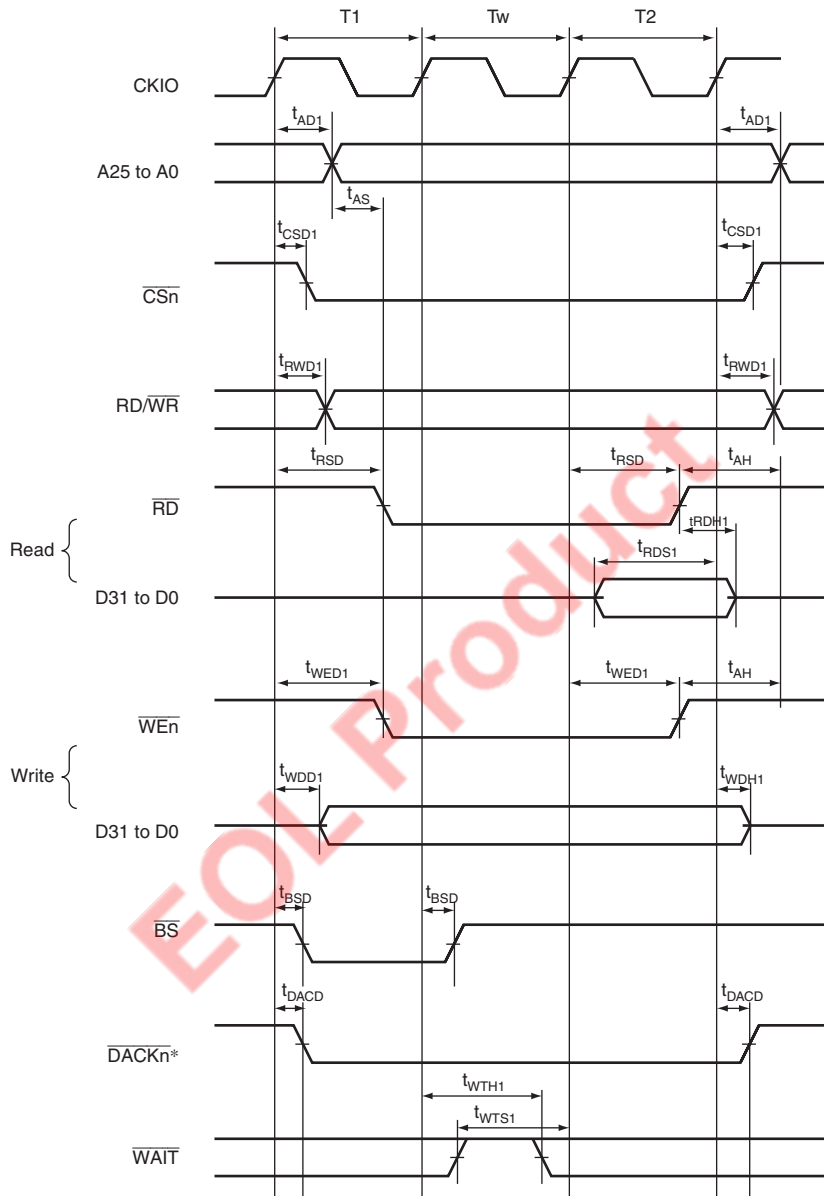 T1 Tw T2
CKIO
tAD1 tAD1
A25 to A0
tAS
tCSD1 tCSD1
CSn
tRWD1 tRWD1
RD/WR
tRSD tRSD tAH
RD
tRDH1
Read
tRDS1
D31 to D0
tWED1 tWED1 tAH
WEn
Write
tWDD1 tWDH1
D31 to D0
tBSD tBSD
BS
tDACD tDACD
DACKn*
tWTH1
tWTS1
WAIT
EOL Product